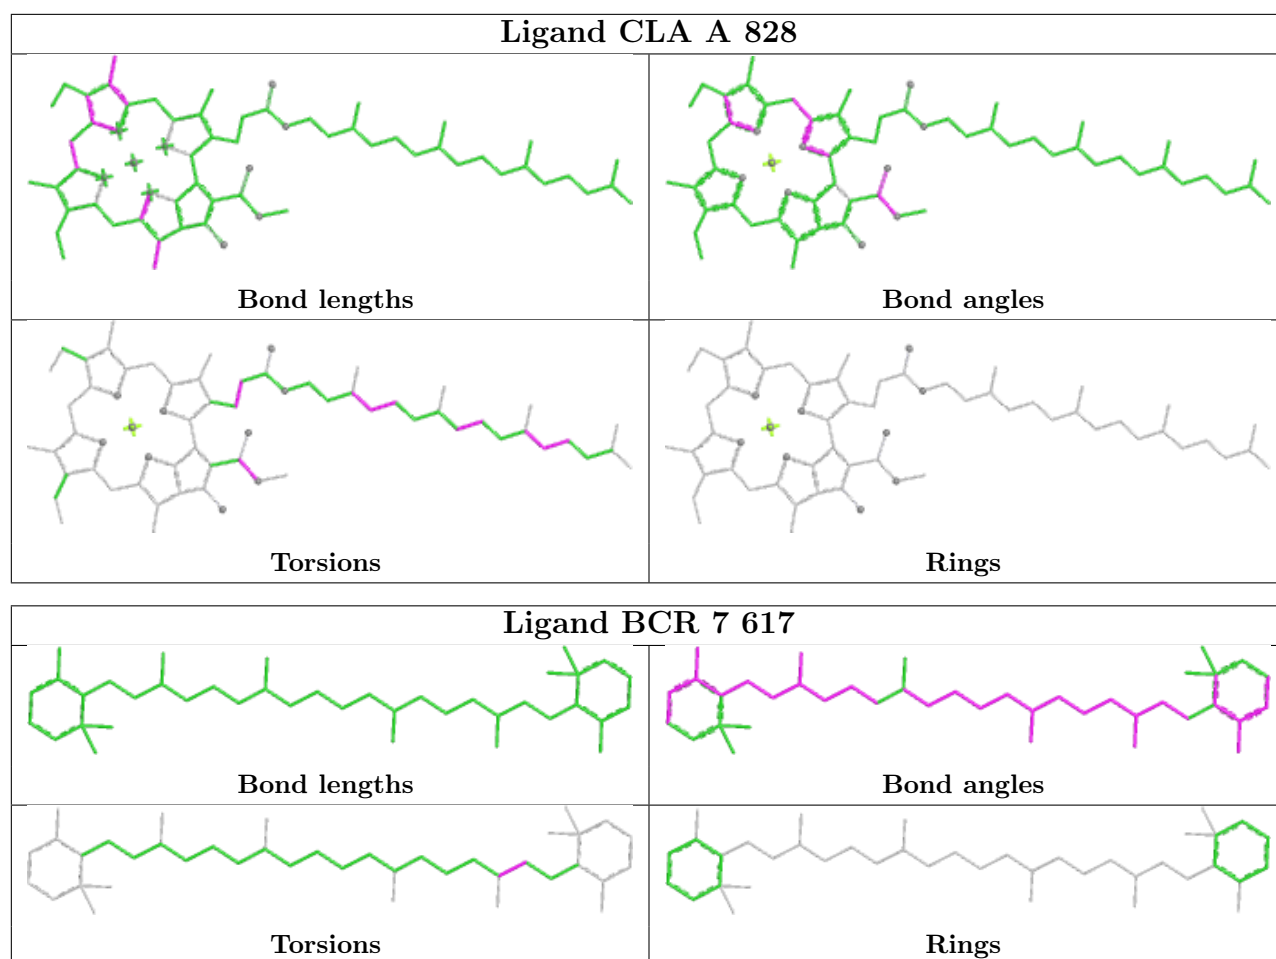 Ligand CLA A 828
Bond lengths
Bond angles
Torsions
Rings
Ligand BCR 7 617
Bond lengths
Bond angles
Torsions
Rings